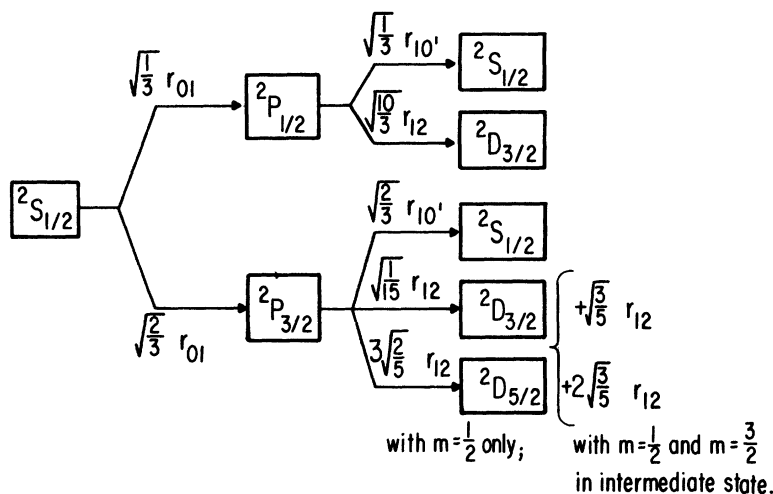 √1/3 r₀₁
√1/3 r₁₀'
²S₁/₂
²P₁/₂
√10/3 r₁₂
²D₃/₂
²S₁/₂
√2/3 r₁₀'
²S₁/₂
√1/15 r₁₂
²P₃/₂
²D₃/₂
+√3/5 r₁₂
√2/3 r₀₁
3√2/5 r₁₂
²D₅/₂
+2√3/5 r₁₂
with m=1/2 only;
with m=1/2 and m=3/2
in intermediate state.